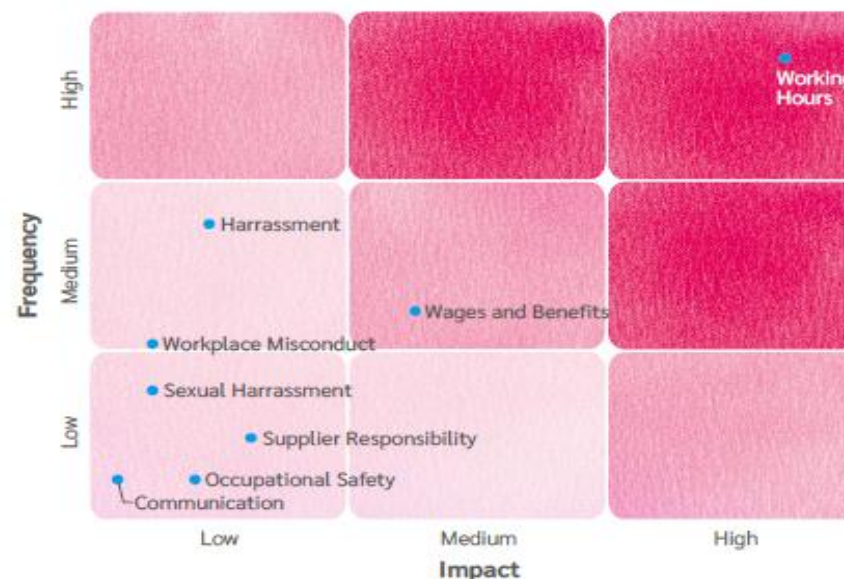 High
Working
Hours
Frequency
Medium
Harrassment
Wages and Benefits
Workplace Misconduct
Low
Sexual Harrassment
Supplier Responsibility
Occupational Safety
Communication
Low
Medium
High
Impact